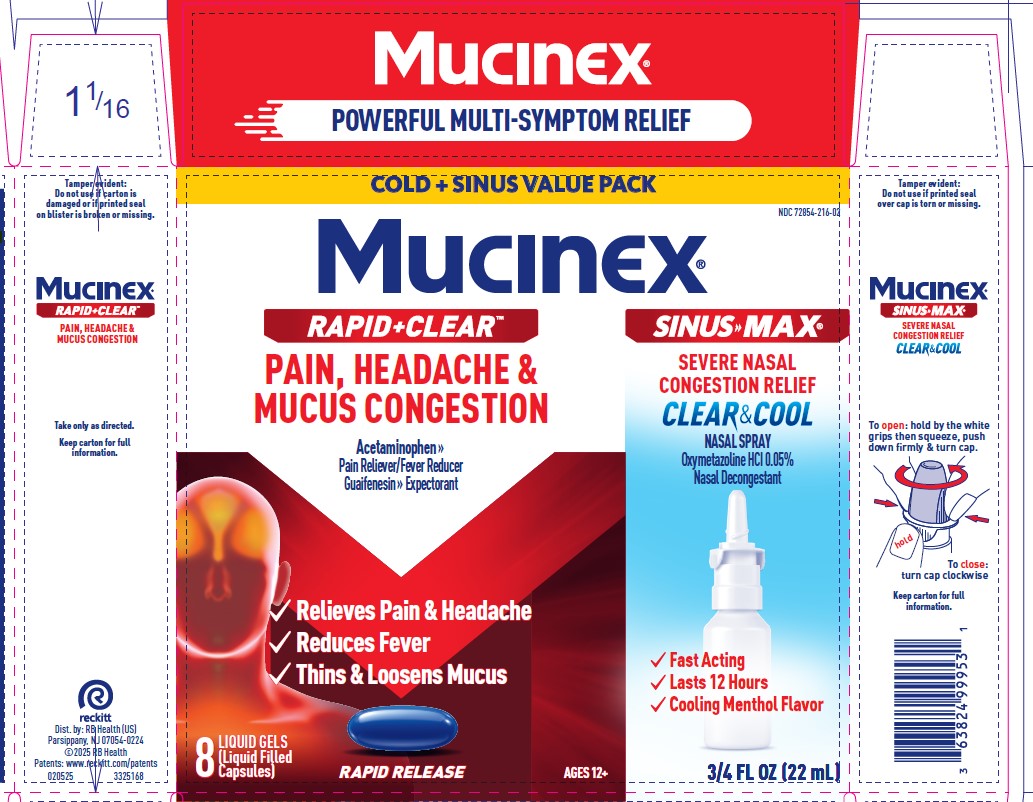 1 1/16
Mucinex®
POWERFUL MULTI-SYMPTOM RELIEF
COLD + SINUS VALUE PACK
Tamper evident:
Do not use if carton is
damaged or if printed seal
on blister is broken or missing.
Mucinex
RAPID+CLEAR™
PAIN, HEADACHE &
MUCUS CONGESTION
Take only as directed.
Keep carton for full
information.
reckitt
Dist. by: RB Health (US)
Parsippany, NJ 07054-0224
©2025 RB Health
Patents: www.reckitt.com/patents
020525 3325168
NDC 72854-216-02
Mucinex®
RAPID+CLEAR™
PAIN, HEADACHE &
MUCUS CONGESTION
Acetaminophen »
Pain Reliever/Fever Reducer
Guaifenesin » Expectorant
✓ Relieves Pain & Headache
✓ Reduces Fever
✓ Thins & Loosens Mucus
8 LIQUID GELS
(Liquid Filled
Capsules)
RAPID RELEASE
AGES 12+
SINUS»MAX®
SEVERE NASAL
CONGESTION RELIEF
CLEAR&COOL
NASAL SPRAY
Oxymetazoline HCl 0.05%
Nasal Decongestant
✓ Fast Acting
✓ Lasts 12 Hours
✓ Cooling Menthol Flavor
3/4 FL OZ (22 mL)
Tamper evident:
Do not use if printed seal
over cap is torn or missing.
Mucinex
SINUS»MAX®
SEVERE NASAL
CONGESTION RELIEF
CLEAR&COOL
To open: hold by the white
grips then squeeze, push
down firmly & turn cap.
hold
To close:
turn cap clockwise
Keep carton for full
information.
3 63824 99953 1